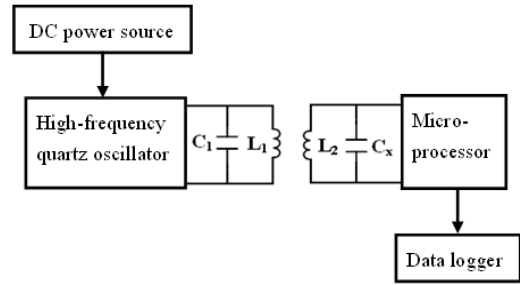 DC power source
High-frequency
quartz oscillator
C1
L1
L2
Cx
Micro-
processor
Data logger